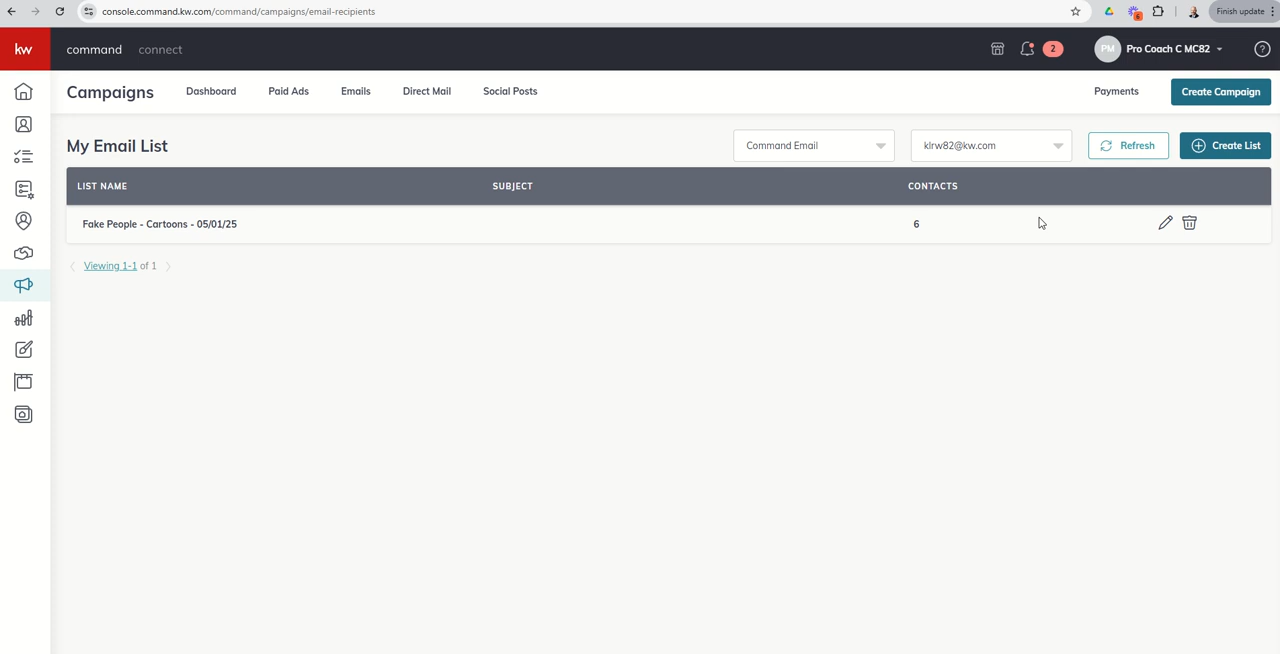 console.command.kw.com/command/campaigns/email-recipients
6
Finish update
kw
command
connect
2
PM
Pro Coach C MC82
?
Campaigns
Dashboard
Paid Ads
Emails
Direct Mail
Social Posts
Payments
Create Campaign
My Email List
Command Email
klrw82@kw.com
Refresh
Create List
LIST NAME
SUBJECT
CONTACTS
Fake People - Cartoons - 05/01/25
6
Viewing 1-1 of 1